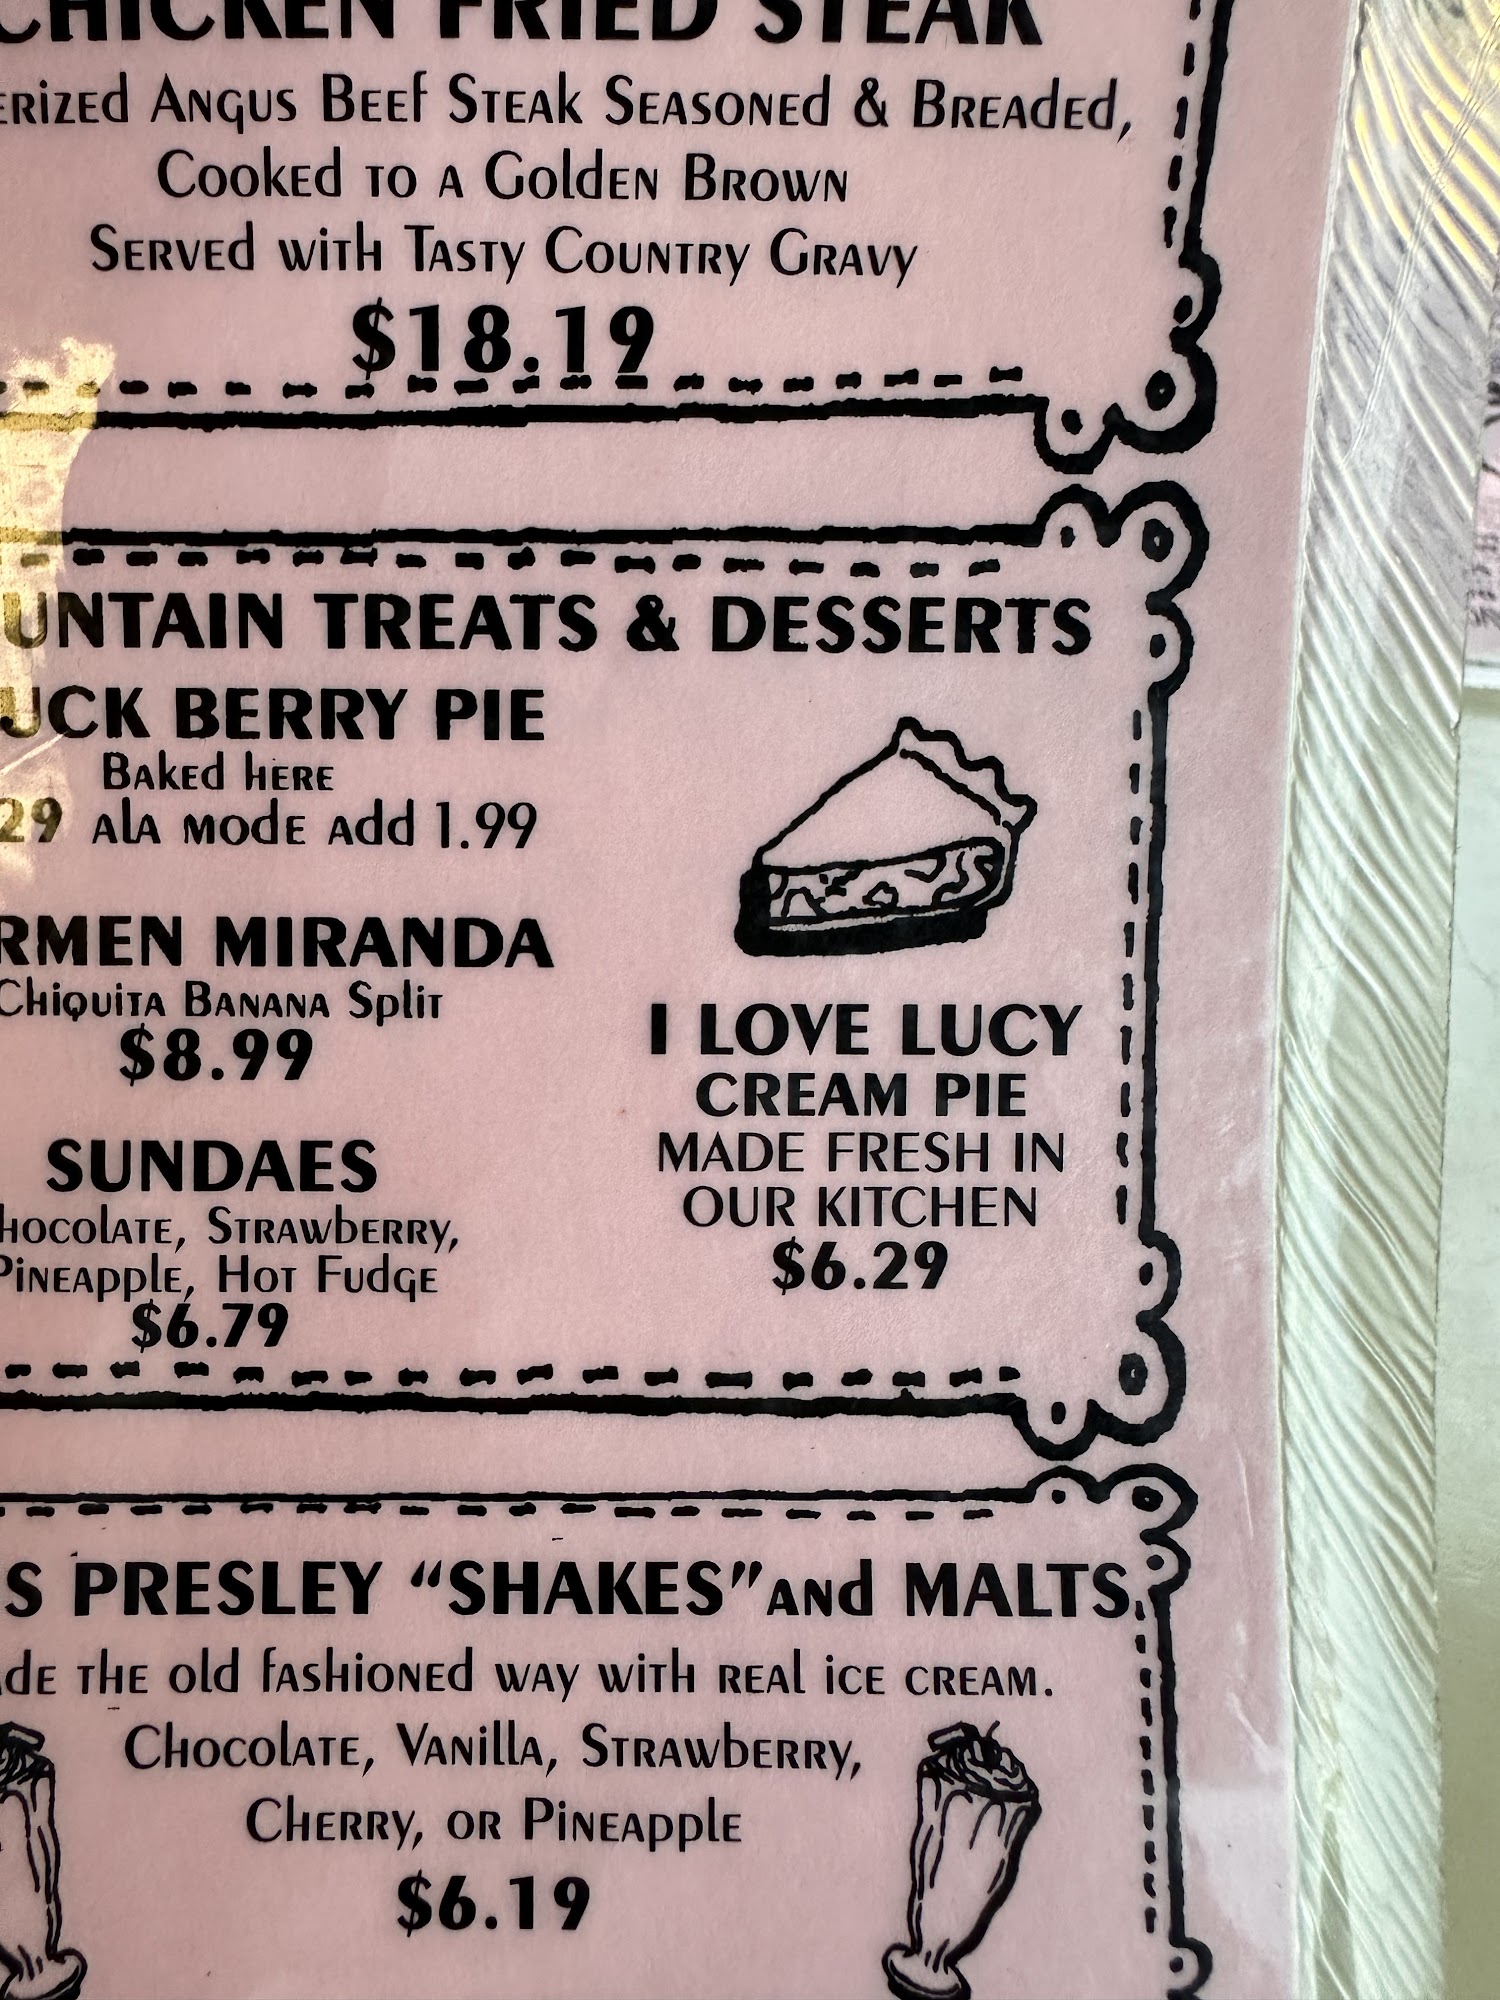 CHICKEN FRIED STEAK
ERIZED ANGUS BEEF STEAK SEASONED & BREADED,
COOKED TO A GOLDEN BROWN
SERVED WITH TASTY COUNTRY GRAVY
$18.19
UNTAIN TREATS & DESSERTS
UCK BERRY PIE
BAKED HERE
29 ALA MODE ADD 1.99
RMEN MIRANDA
CHIQUITA BANANA SPLIT
$8.99
SUNDAES
HOCOLATE, STRAWBERRY,
PINEAPPLE, HOT FUDGE
$6.79
I LOVE LUCY
CREAM PIE
MADE FRESH IN
OUR KITCHEN
$6.29
S PRESLEY “SHAKES” AND MALTS
DE THE OLD FASHIONED WAY WITH REAL ICE CREAM.
CHOCOLATE, VANILLA, STRAWBERRY,
CHERRY, OR PINEAPPLE
$6.19